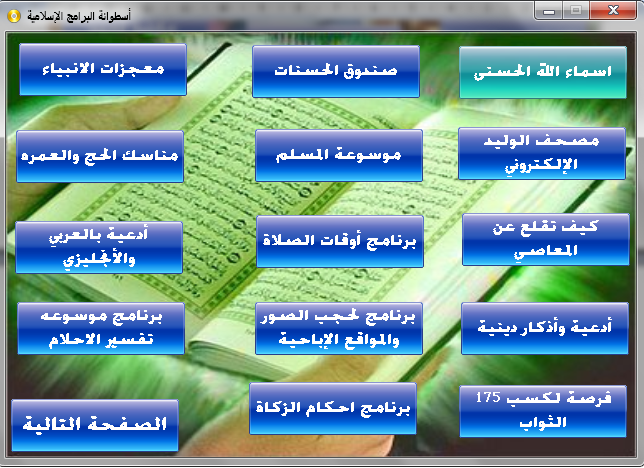 أسطوانة البرامج الإسلامية
اسماء الله الحسنى
صندوق الحسنات
معجزات الانبياء
مصحف الوليد
الإلكتروني
موسوعة المسلم
مناسك الحج والعمره
كيف تقلع عن
المعاصي
برنامج أوقات الصلاة
أدعية بالعربي
والأنجليزي
أدعية وأذكار دينية
برنامج لحجب الصور
والمواقع الإباحية
برنامج موسوعه
تفسير الاحلام
175 فرصة لكسب
الثواب
برنامج احكام الزكاة
الصفحة التالية